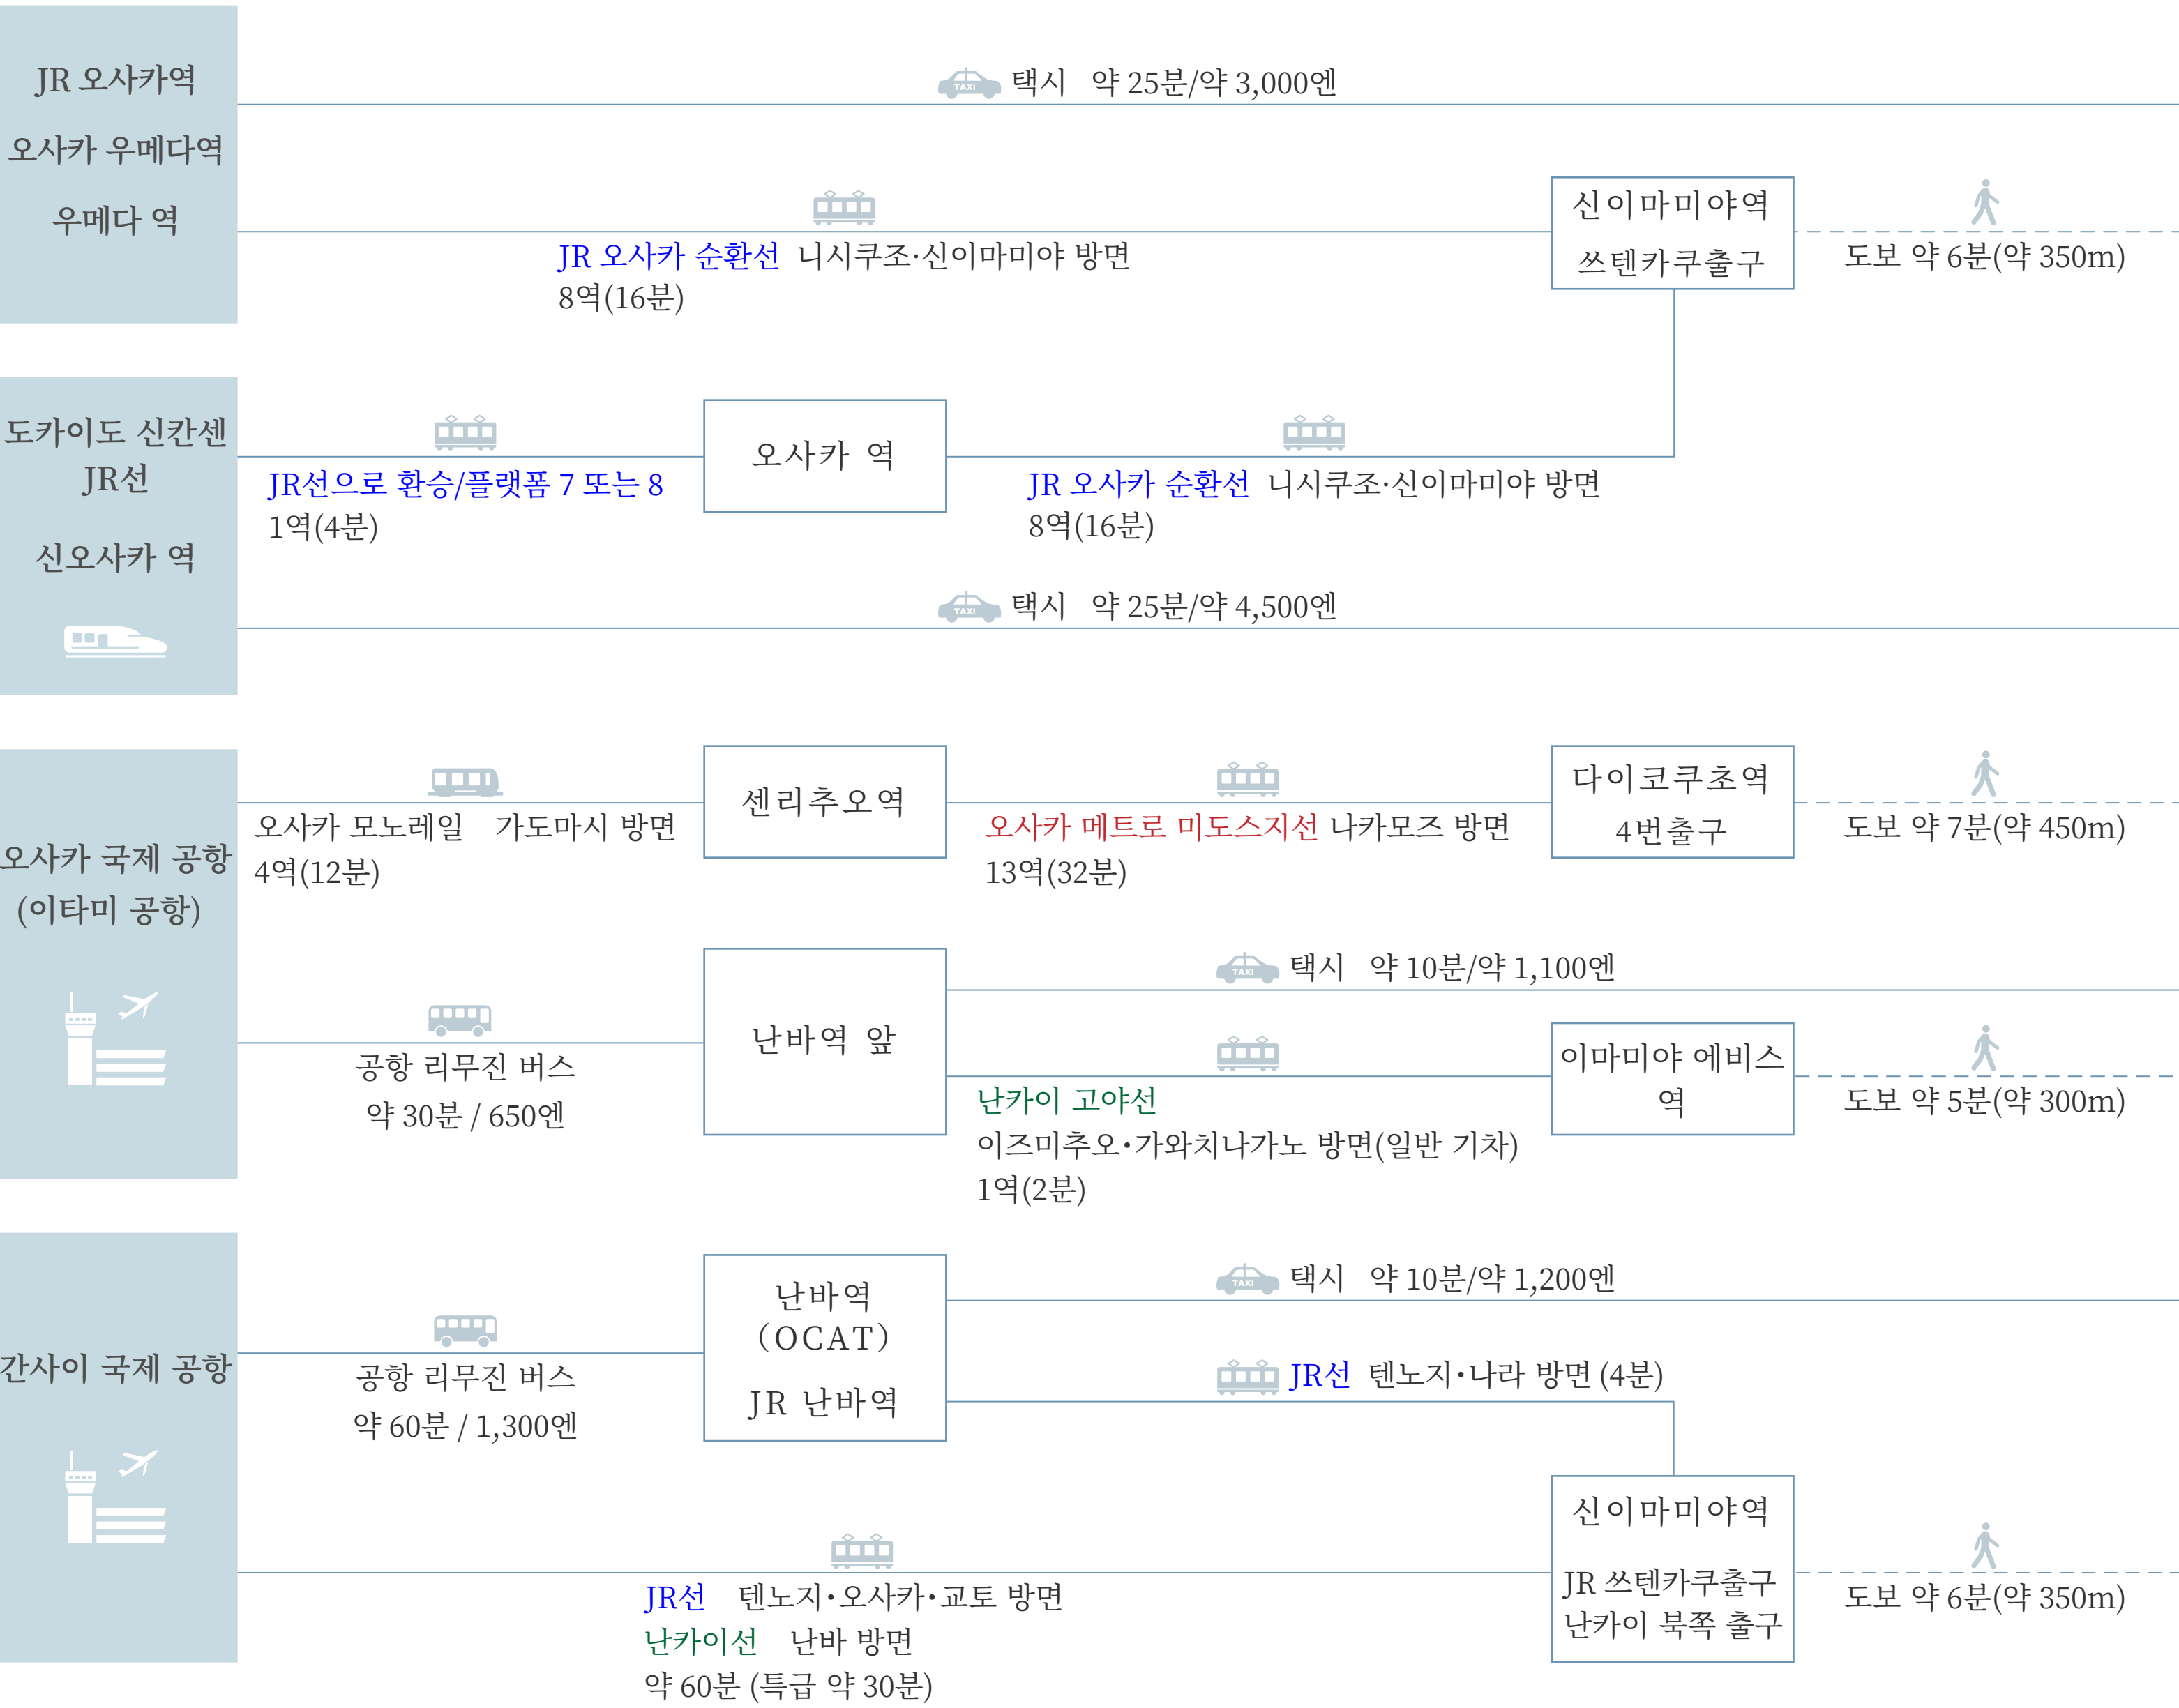 JR 오사카역
오사카 우메다역
우메다 역
TAXI 택시 약 25분/약 3,000엔
JR 오사카 순환선 니시쿠조·신이마미야 방면
8역(16분)
신이마미야역
쓰텐카쿠출구
도보 약 6분(약 350m)
도카이도 신칸센
JR선
신오사카 역
JR선으로 환승/플랫폼 7 또는 8
1역(4분)
오사카 역
JR 오사카 순환선 니시쿠조·신이마미야 방면
8역(16분)
TAXI 택시 약 25분/약 4,500엔
오사카 국제 공항
(이타미 공항)
오사카 모노레일 가도마시 방면
4역(12분)
센리추오역
오사카 메트로 미도스지선 나카모즈 방면
13역(32분)
다이코쿠초역
4번출구
도보 약 7분(약 450m)
공항 리무진 버스
약 30분 / 650엔
난바역 앞
TAXI 택시 약 10분/약 1,100엔
난카이 고야선
이즈미추오·가와치나가노 방면(일반 기차)
1역(2분)
이마미야 에비스
역
도보 약 5분(약 300m)
간사이 국제 공항
공항 리무진 버스
약 60분 / 1,300엔
난바역
(OCAT)
JR 난바역
TAXI 택시 약 10분/약 1,200엔
JR선 텐노지·나라 방면 (4분)
JR선 텐노지·오사카·교토 방면
난카이선 난바 방면
약 60분 (특급 약 30분)
신이마미야역
JR 쓰텐카쿠출구
난카이 북쪽 출구
도보 약 6분(약 350m)